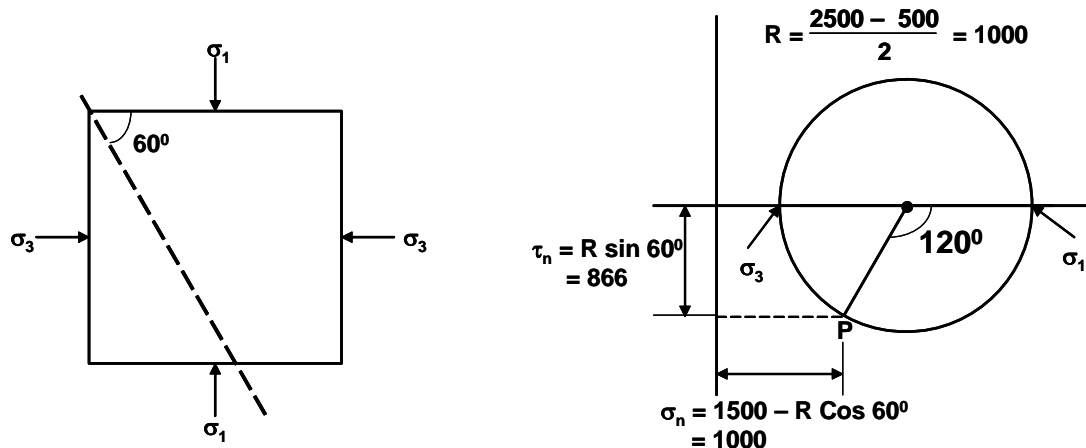 σ₁
60⁰
σ₃
σ₃
σ₁
R = (2500 – 500) / 2 = 1000
τₙ = R sin 60⁰
= 866
120⁰
σ₃
σ₁
P
σₙ = 1500 – R Cos 60⁰
= 1000